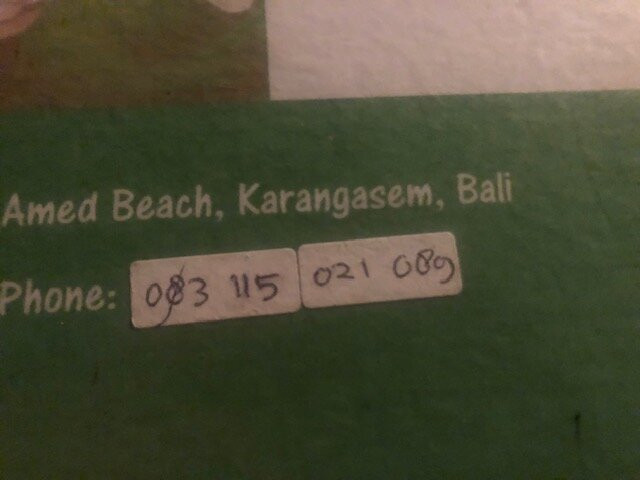 Amed Beach, Karangasem, Bali
Phone: 083 115 021 089